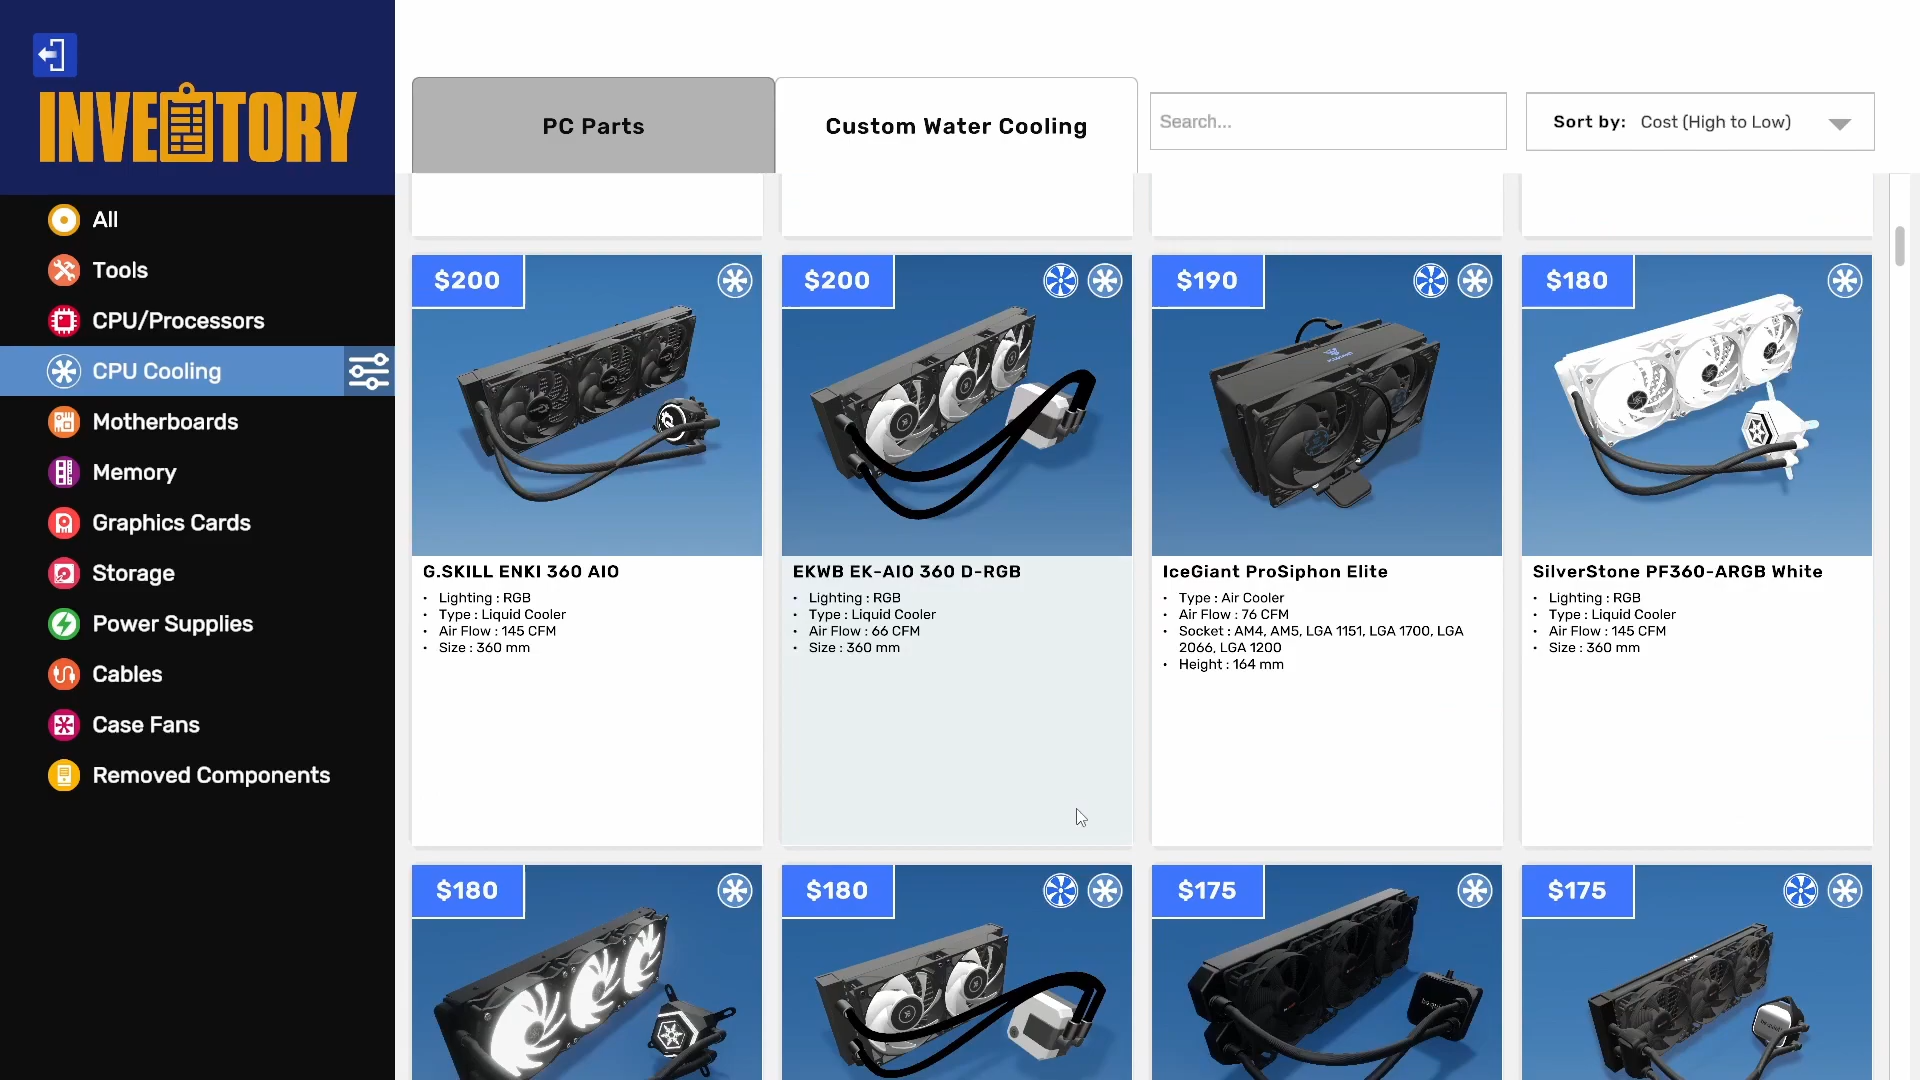 INVENTORY
PC Parts
Custom Water Cooling
Search...
Sort by: Cost (High to Low)
All
Tools
CPU/Processors
CPU Cooling
Motherboards
Memory
Graphics Cards
Storage
Power Supplies
Cables
Case Fans
Removed Components
$200
G.SKILL ENKI 360 AIO
• Lighting : RGB
• Type : Liquid Cooler
• Air Flow : 145 CFM
• Size : 360 mm
$200
EKWB EK-AIO 360 D-RGB
• Lighting : RGB
• Type : Liquid Cooler
• Air Flow : 66 CFM
• Size : 360 mm
$190
IceGiant ProSiphon Elite
• Type : Air Cooler
• Air Flow : 76 CFM
• Socket : AM4, AM5, LGA 1151, LGA 1700, LGA
2066, LGA 1200
• Height : 164 mm
$180
SilverStone PF360-ARGB White
• Lighting : RGB
• Type : Liquid Cooler
• Air Flow : 145 CFM
• Size : 360 mm
$180
$180
$175
$175